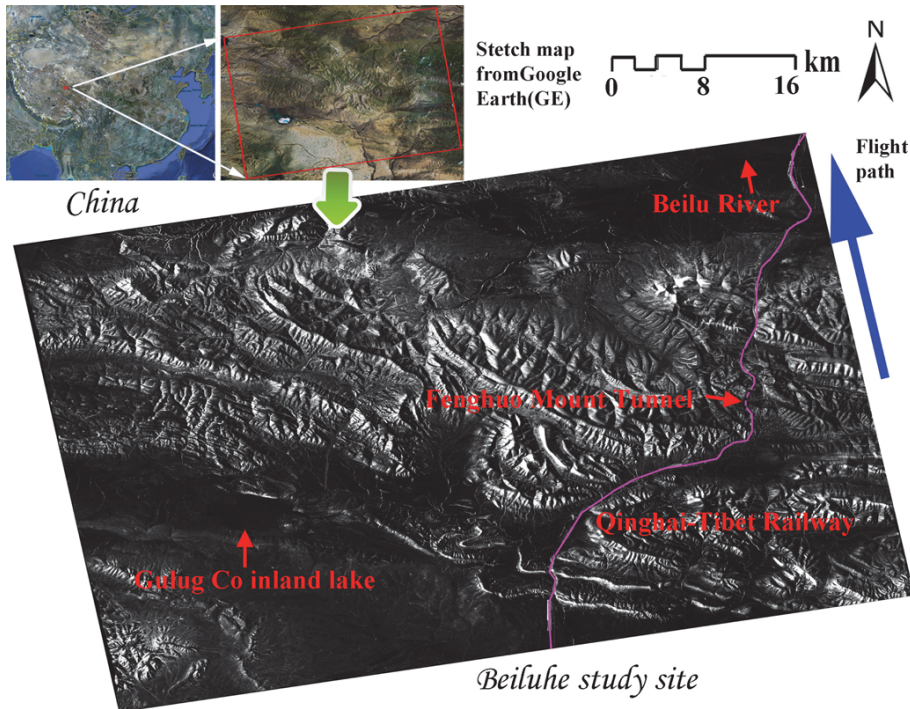 Stetch map
fromGoogle
Earth(GE)
km
0 8 16
N
China
Flight
path
Beilu River
Fenghuo Mount Tunnel
Qinghai-Tibet Railway
Gulug Co inland lake
Beiluhe study site